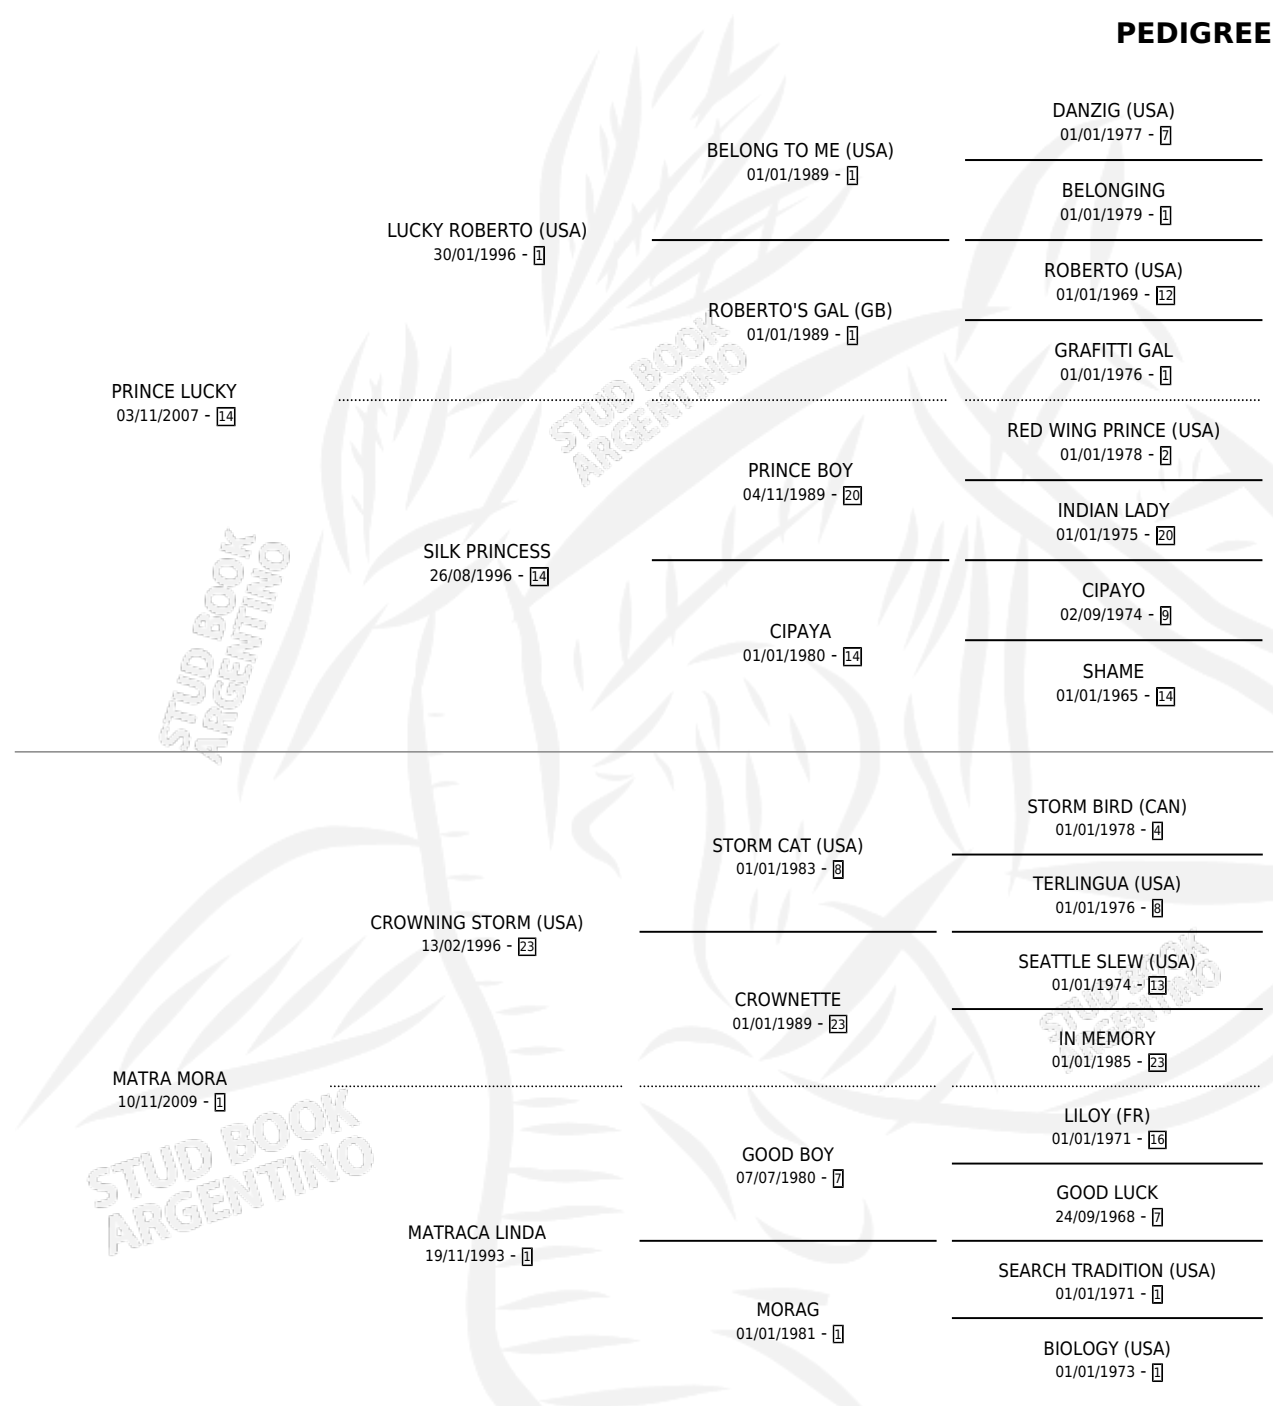 PEDIGREE
DANZIG (USA)
01/01/1977 - 7
BELONG TO ME (USA)
01/01/1989 - 1
BELONGING
01/01/1979 - 1
LUCKY ROBERTO (USA)
30/01/1996 - 1
ROBERTO (USA)
01/01/1969 - 12
ROBERTO'S GAL (GB)
01/01/1989 - 1
GRAFITTI GAL
01/01/1976 - 1
PRINCE LUCKY
03/11/2007 - 14
RED WING PRINCE (USA)
01/01/1978 - 2
PRINCE BOY
04/11/1989 - 20
INDIAN LADY
01/01/1975 - 20
SILK PRINCESS
26/08/1996 - 14
CIPAYO
02/09/1974 - 9
CIPAYA
01/01/1980 - 14
SHAME
01/01/1965 - 14
STORM BIRD (CAN)
01/01/1978 - 4
STORM CAT (USA)
01/01/1983 - 8
TERLINGUA (USA)
01/01/1976 - 8
CROWNING STORM (USA)
13/02/1996 - 23
SEATTLE SLEW (USA)
01/01/1974 - 13
CROWNETTE
01/01/1989 - 23
IN MEMORY
01/01/1985 - 23
MATRA MORA
10/11/2009 - 1
LILOY (FR)
01/01/1971 - 16
GOOD BOY
07/07/1980 - 7
GOOD LUCK
24/09/1968 - 7
MATRACA LINDA
19/11/1993 - 1
SEARCH TRADITION (USA)
01/01/1971 - 1
MORAG
01/01/1981 - 1
BIOLOGY (USA)
01/01/1973 - 1
STUD BOOK
ARGENTINO
STUD BOOK
ARGENTINO
STUD BOOK
ARGENTINO
STUD BOOK
ARGENTINO